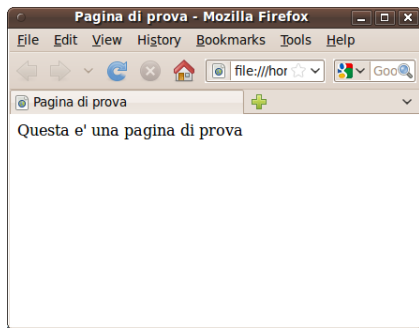 Pagina di prova - Mozilla Firefox
File Edit View History Bookmarks Tools Help
file:///hor Goo
Pagina di prova
Questa e' una pagina di prova